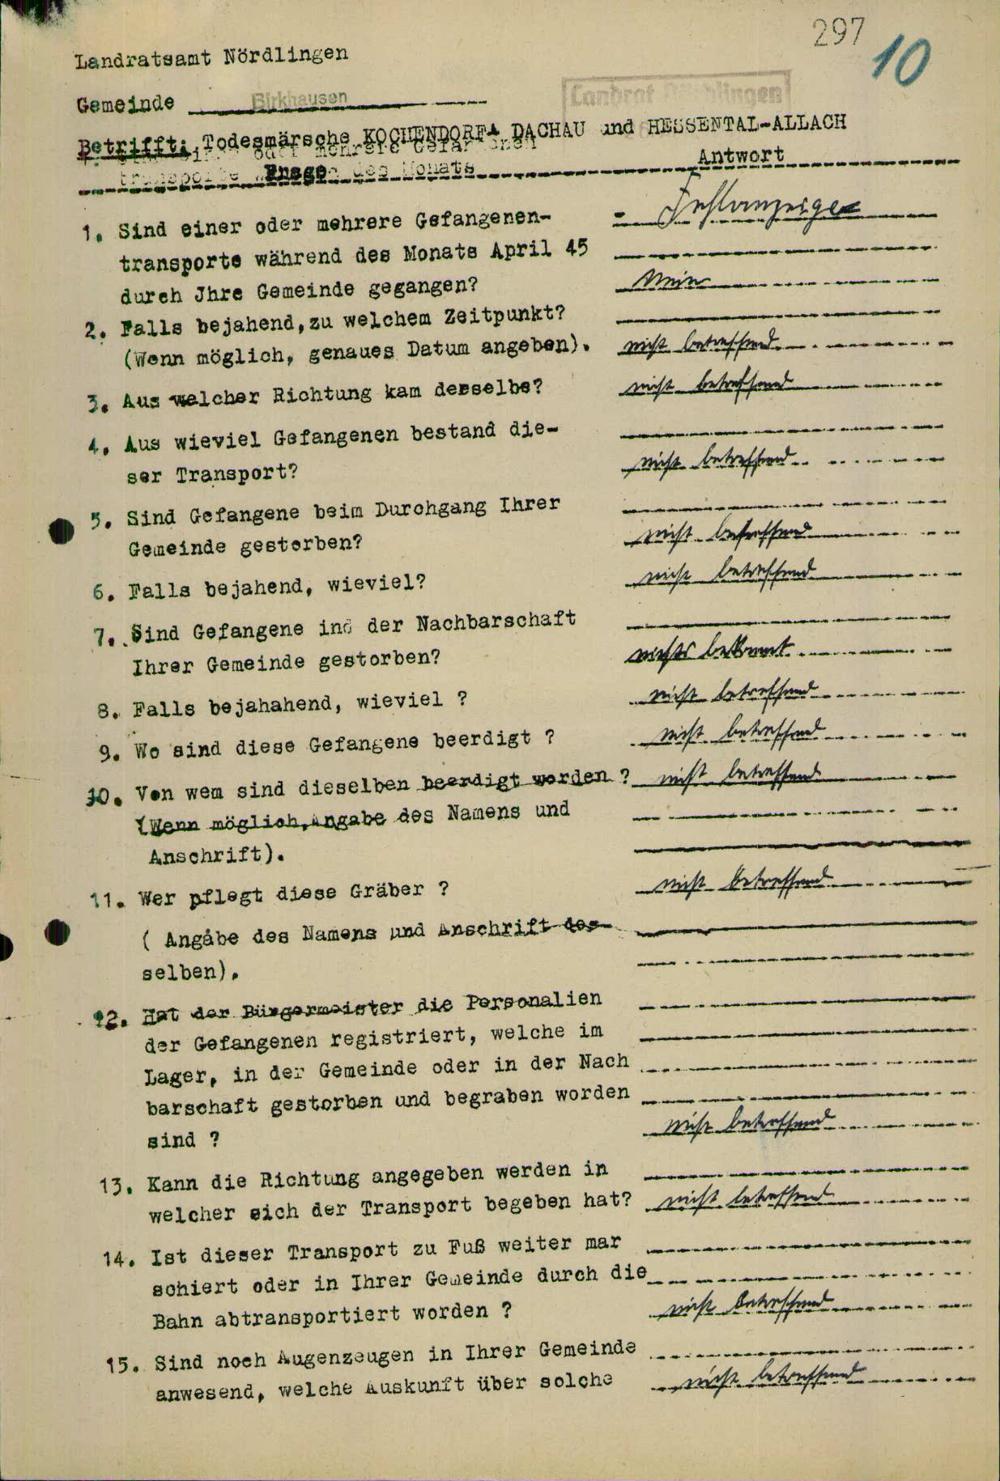 297
10
Landratsamt Nördlingen
Gemeinde Birkhausen
Landrat Nördlingen
Betrifft: Todesmärsche KOCHENDORF DACHAU und HESSENTAL-ALLACH
Fragen
Antwort
1. Sind einer oder mehrere Gefangenen- Fehlanzeige
transporte während des Monats April 45
durch Jhre Gemeinde gegangen? Nein
2. Falls bejahend, zu welchem Zeitpunkt?
(Wenn möglich, genaues Datum angeben). nicht betreffend
3. Aus welcher Richtung kam derselbe? nicht betreffend
4. Aus wieviel Gefangenen bestand die-
ser Transport? nicht betreffend
5. Sind Gefangene beim Durchgang Ihrer
Gemeinde gestorben? nicht betreffend
6. Falls bejahend, wieviel? nicht betreffend
7. Sind Gefangene in der Nachbarschaft
Ihrer Gemeinde gestorben? nichts bekannt
8. Falls bejahahend, wieviel ? nicht betreffend
9. Wo sind diese Gefangene beerdigt ? nicht betreffend
10. Von wem sind dieselben beerdigt worden ? nicht betreffend
(Wenn möglich, Angabe des Namens und
Anschrift).
11. Wer pflegt diese Gräber ? nicht betreffend
( Angabe des Namens und Anschrift des-
selben).
12. Hat der Bürgermeister die Personalien
der Gefangenen registriert, welche im
Lager, in der Gemeinde oder in der Nach
barschaft gestorben und begraben worden
sind ? nicht betreffend
13. Kann die Richtung angegeben werden in
welcher sich der Transport begeben hat? nicht betreffend
14. Ist dieser Transport zu Fuß weiter mar
schiert oder in Ihrer Gemeinde durch die
Bahn abtransportiert worden ? nicht betreffend
15. Sind noch Augenzeugen in Ihrer Gemeinde
anwesend, welche Auskunft über solche nicht betreffend